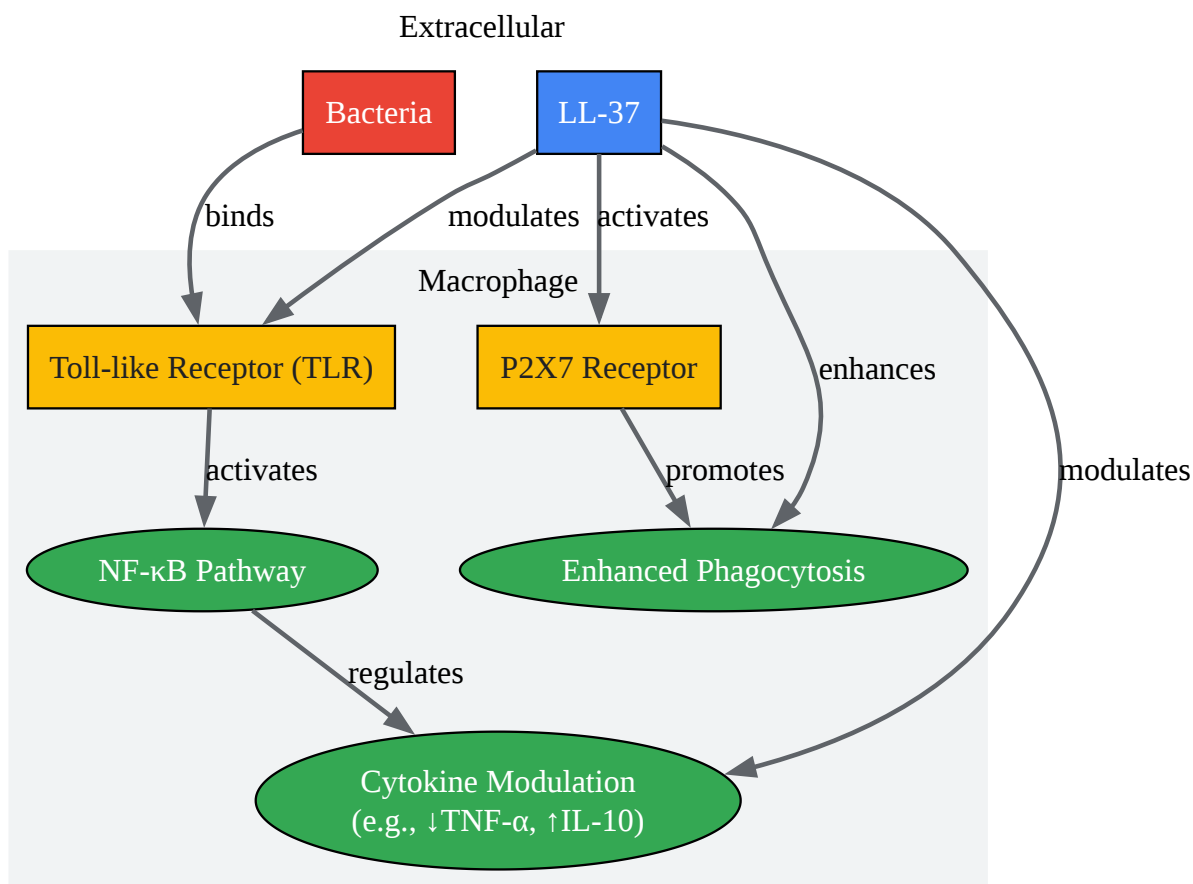 Extracellular
Bacteria
LL-37
binds
modulates
activates
Macrophage
Toll-like Receptor (TLR)
P2X7 Receptor
enhances
activates
promotes
modulates
NF-κB Pathway
Enhanced Phagocytosis
regulates
Cytokine Modulation
(e.g., ↓TNF-α, ↑IL-10)